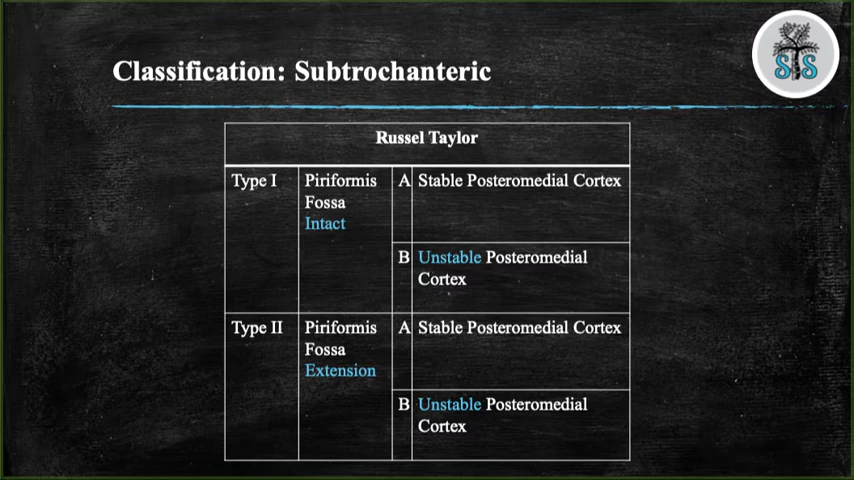 Classification: Subtrochanteric
STS
Russel Taylor
Type I
Piriformis
Fossa
Intact
A
Stable Posteromedial Cortex
B
Unstable Posteromedial
Cortex
Type II
Piriformis
Fossa
Extension
A
Stable Posteromedial Cortex
B
Unstable Posteromedial
Cortex